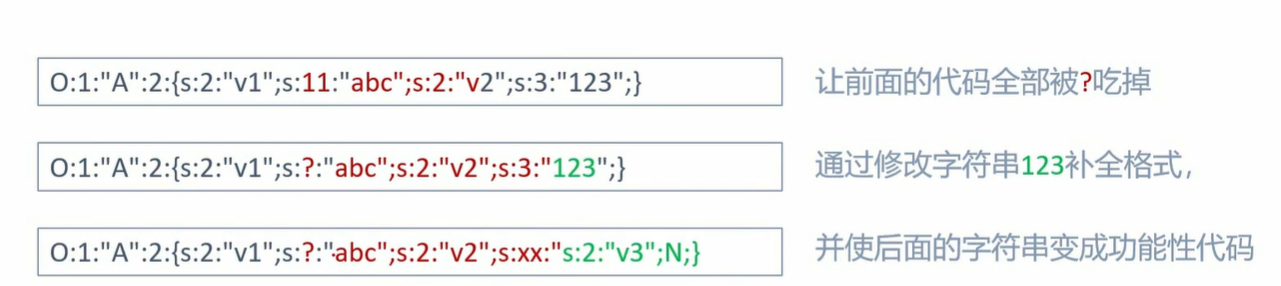 O:1:"A":2:{s:2:"v1";s:11:"abc";s:2:"v2";s:3:"123";} 让前面的代码全部被?吃掉
O:1:"A":2:{s:2:"v1";s:?:"abc";s:2:"v2";s:3:"123";} 通过修改字符串123补全格式,
O:1:"A":2:{s:2:"v1";s:?:"abc";s:2:"v2";s:xx:"s:2:"v3";N;} 并使后面的字符串变成功能性代码